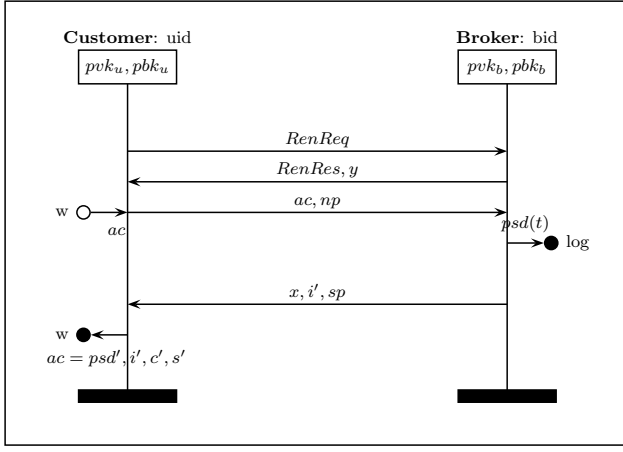 Customer: uid Broker: bid
pvk_u, pbk_u pvk_b, pbk_b
RenReq
RenRes, y
w ac, np
ac psd(t)
log
x, i′, sp
w
ac = psd′, i′, c′, s′